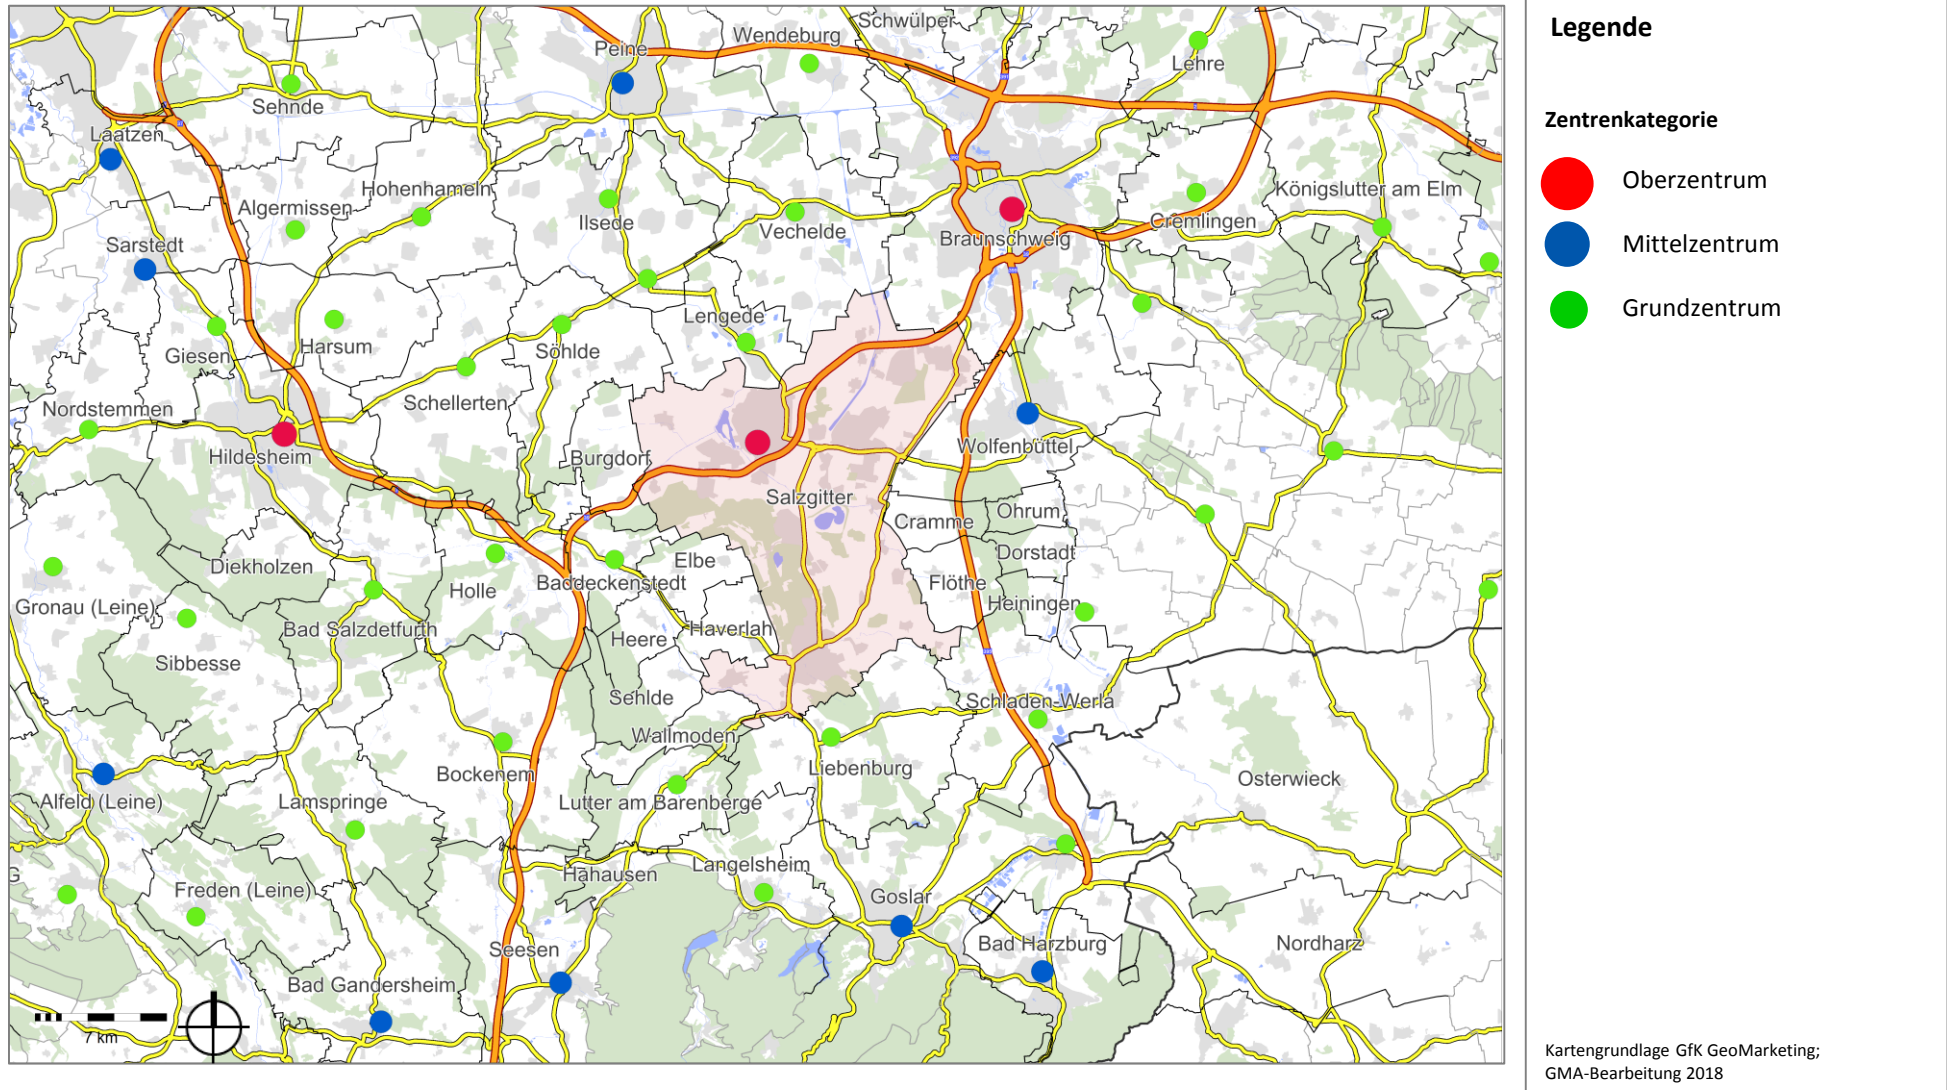 Schwülper
Wendeburg
Peine
Lehre
Sehnde
Laatzen
Hohenhameln
Königslutter am Elm
Algermissen
Ilsede
Vechelde
Cremlingen
Sarstedt
Braunschweig
Lengede
Giesen
Harsum
Söhlde
Schellerten
Nordstemmen
Hildesheim
Burgdorf
Wolfenbüttel
Salzgitter
Cramme
Ohrum
Dorstadt
Diekholzen
Elbe
Holle
Baddeckenstedt
Flöthe
Heiningen
Gronau (Leine)
Bad Salzdetfurth
Heere
Haverlah
Sibbesse
Sehlde
Schladen-Werla
Wallmoden
Liebenburg
Bockenem
Osterwieck
Alfeld (Leine)
Lamspringe
Lutter am Barenberge
Langelsheim
Hahausen
G
Freden (Leine)
Goslar
Seesen
Bad Harzburg
Nordharz
Bad Gandersheim
7 km
Legende
Zentrenkategorie
Oberzentrum
Mittelzentrum
Grundzentrum
Kartengrundlage GfK GeoMarketing;
GMA-Bearbeitung 2018